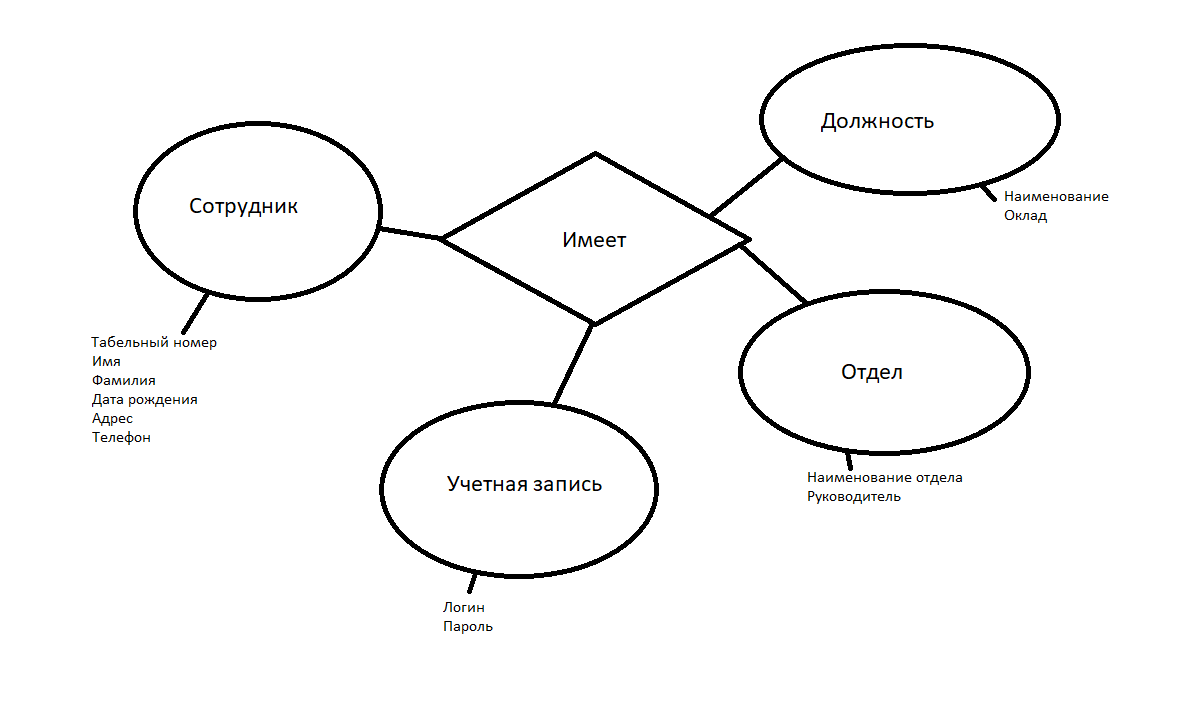 Должность
Наименование
Оклад
Сотрудник
Имеет
Табельный номер
Имя
Фамилия
Дата рождения
Адрес
Телефон
Отдел
Наименование отдела
Руководитель
Учетная запись
Логин
Пароль